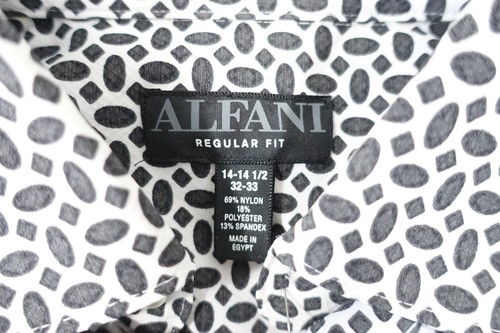 ALFANI
REGULAR FIT
14-14 1/2
32-33
69% NYLON
18%
POLYESTER
13% SPANDEX
MADE IN
EGYPT